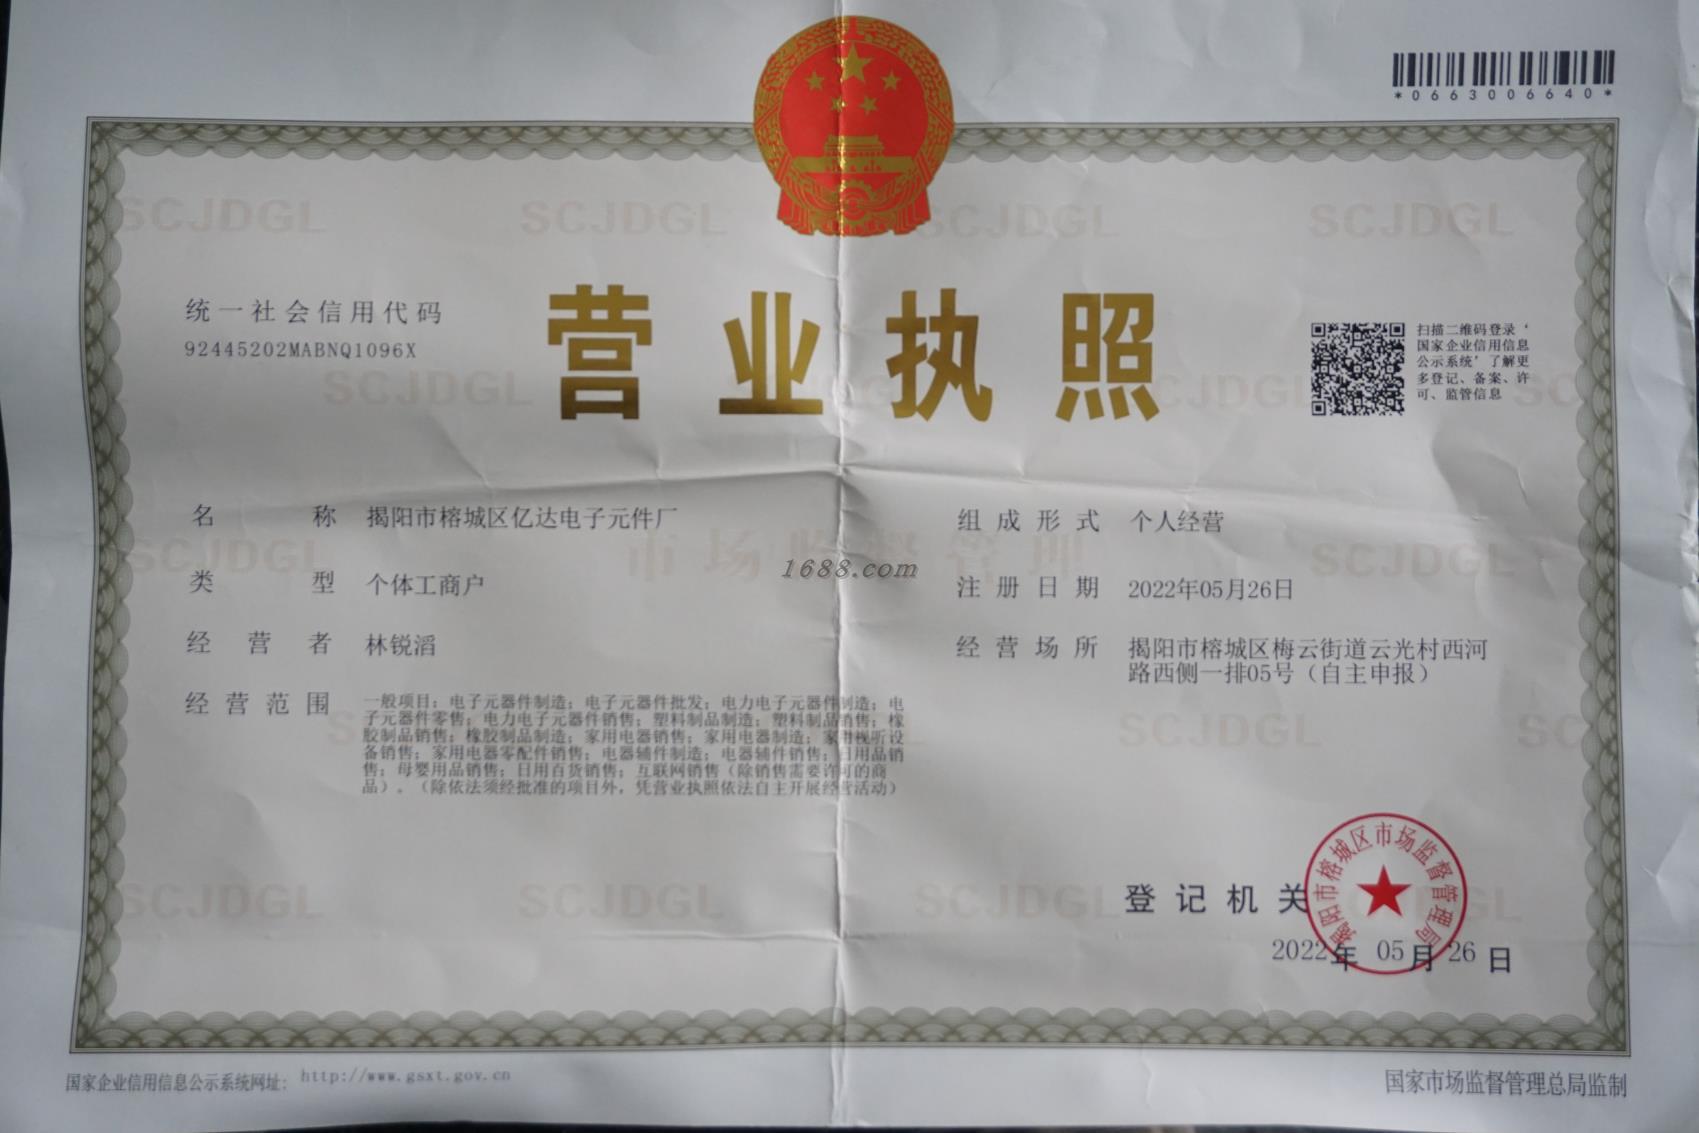 *0663006640*
统一社会信用代码
92445202MABNQ1096X
营业执照
扫描二维码登录‘
国家企业信用信息
公示系统’了解更
多登记、备案、许
可、监管信息
名称 揭阳市榕城区亿达电子元件厂
类型 个体工商户
经营者 林锐滔
经营范围 一般项目：电子元器件制造；电子元器件批发；电力电子元器件制造；电
子元器件零售；电力电子元器件销售；塑料制品制造；塑料制品销售；橡
胶制品销售；橡胶制品制造；家用电器销售；家用电器制造；家用视听设
备销售；家用电器零配件销售；电器辅件制造；电器辅件销售；日用品销
售；母婴用品销售；日用百货销售；互联网销售（除销售需要许可的商
品）。（除依法须经批准的项目外，凭营业执照依法自主开展经营活动）
组成形式 个人经营
注册日期 2022年05月26日
经营场所 揭阳市榕城区梅云街道云光村西河
路西侧一排05号（自主申报）
1688.com
市场监督管理
SCJDGL
登记机关
揭阳市榕城区市场监督管理局
2022年 05月 26日
国家企业信用信息公示系统网址：http://www.gsxt.gov.cn
国家市场监督管理总局监制